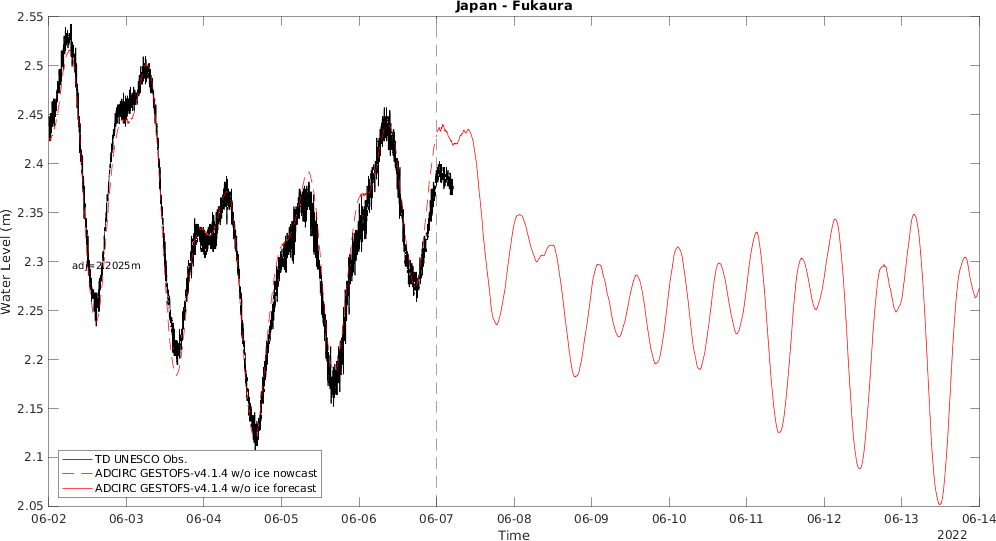 Japan - Fukaura
2.55
2.5
2.45
2.4
2.35
2.3
2.25
2.2
2.15
2.1
2.05
Water Level (m)
adj=2.2025m
TD UNESCO Obs.
ADCIRC GESTOFS-v4.1.4 w/o ice nowcast
ADCIRC GESTOFS-v4.1.4 w/o ice forecast
06-02 06-03 06-04 06-05 06-06 06-07 06-08 06-09 06-10 06-11 06-12 06-13 06-14
Time
2022